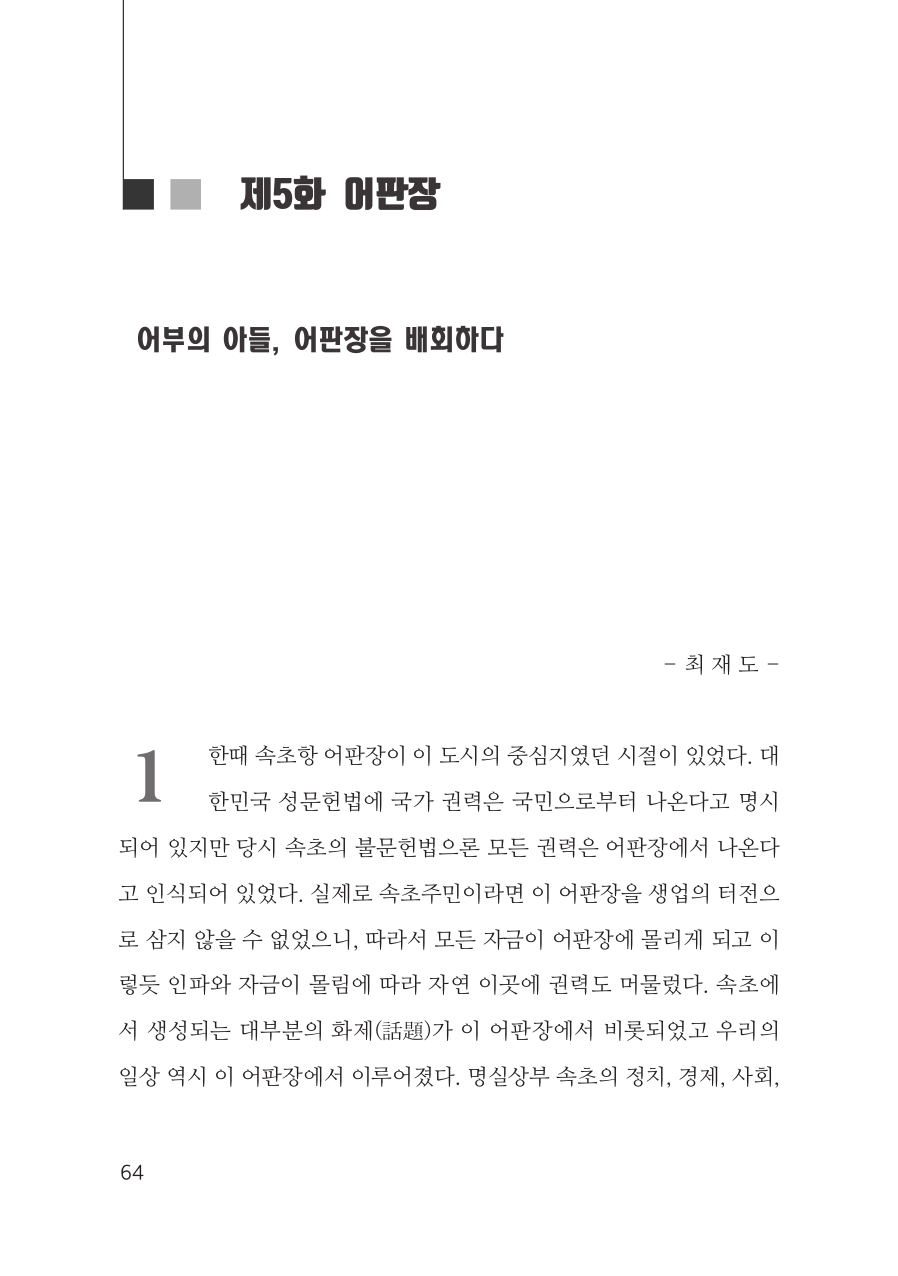 제5화 어판장
어부의 아들, 어판장을 배회하다
- 최 재 도 -
1
한때 속초항 어판장이 이 도시의 중심지였던 시절이 있었다. 대
한민국 성문헌법에 국가 권력은 국민으로부터 나온다고 명시
되어 있지만 당시 속초의 불문헌법으론 모든 권력은 어판장에서 나온다
고 인식되어 있었다. 실제로 속초주민이라면 이 어판장을 생업의 터전으
로 삼지 않을 수 없었으니, 따라서 모든 자금이 어판장에 몰리게 되고 이
렇듯 인파와 자금이 몰림에 따라 자연 이곳에 권력도 머물렀다. 속초에
서 생성되는 대부분의 화제(話題)가 이 어판장에서 비롯되었고 우리의
일상 역시 이 어판장에서 이루어졌다. 명실상부 속초의 정치, 경제, 사회,
64